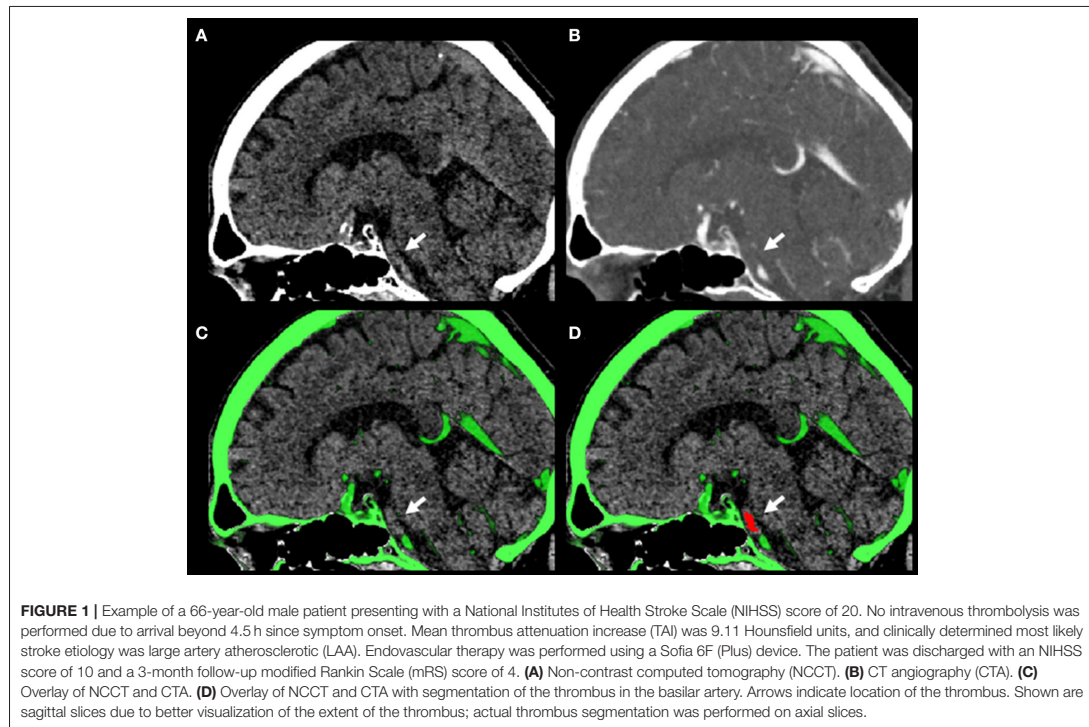 A
B
C
D
FIGURE 1 | Example of a 66-year-old male patient presenting with a National Institutes of Health Stroke Scale (NIHSS) score of 20. No intravenous thrombolysis was
performed due to arrival beyond 4.5 h since symptom onset. Mean thrombus attenuation increase (TAI) was 9.11 Hounsfield units, and clinically determined most likely
stroke etiology was large artery atherosclerotic (LAA). Endovascular therapy was performed using a Sofia 6F (Plus) device. The patient was discharged with an NIHSS
score of 10 and a 3-month follow-up modified Rankin Scale (mRS) score of 4. (A) Non-contrast computed tomography (NCCT). (B) CT angiography (CTA). (C)
Overlay of NCCT and CTA. (D) Overlay of NCCT and CTA with segmentation of the thrombus in the basilar artery. Arrows indicate location of the thrombus. Shown are
sagittal slices due to better visualization of the extent of the thrombus; actual thrombus segmentation was performed on axial slices.